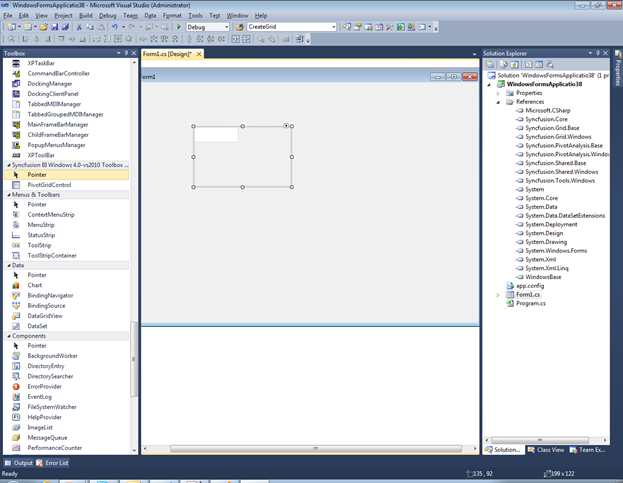 WindowsFormsApplicatio38 - Microsoft Visual Studio (Administrator)
File Edit View Project Build Debug Team Data Format Tools Test Window Help
Debug CreateGrid
Toolbox
XPTaskBar
CommandBarController
DockingManager
DockingClientPanel
TabbedMDIManager
TabbedGroupedMDIManager
MainFrameBarManager
ChildFrameBarManager
PopupMenusManager
XPToolBar
Syncfusion BI Windows 4.0-vs2010 Toolbox ...
Pointer
PivotGridControl
Menus & Toolbars
Pointer
ContextMenuStrip
MenuStrip
StatusStrip
ToolStrip
ToolStripContainer
Data
Pointer
Chart
BindingNavigator
BindingSource
DataGridView
DataSet
Components
Pointer
BackgroundWorker
DirectoryEntry
DirectorySearcher
ErrorProvider
EventLog
FileSystemWatcher
HelpProvider
ImageList
MessageQueue
PerformanceCounter
Form1.cs [Design]*
Form1
Solution Explorer
Solution 'WindowsFormsApplicatio38' (1 p
WindowsFormsApplicatio38
Properties
References
Microsoft.CSharp
Syncfusion.Core
Syncfusion.Grid.Base
Syncfusion.Grid.Windows
Syncfusion.PivotAnalysis.Base
Syncfusion.PivotAnalysis.Window
Syncfusion.Shared.Base
Syncfusion.Shared.Windows
Syncfusion.Tools.Windows
System
System.Core
System.Data
System.Data.DataSetExtensions
System.Deployment
System.Design
System.Drawing
System.Windows.Forms
System.Xml
System.Xml.Linq
WindowsBase
app.config
Form1.cs
Program.cs
Solution... Class View Team Ex...
Properties
Output Error List
Ready 135 , 92 199 x 122